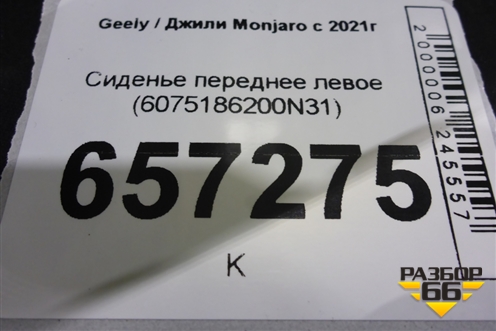 Geely / Джили Monjaro с 2021г
Сиденье переднее левое
(6075186200N31)
657275
K
2000006245557
РАЗБОР
66